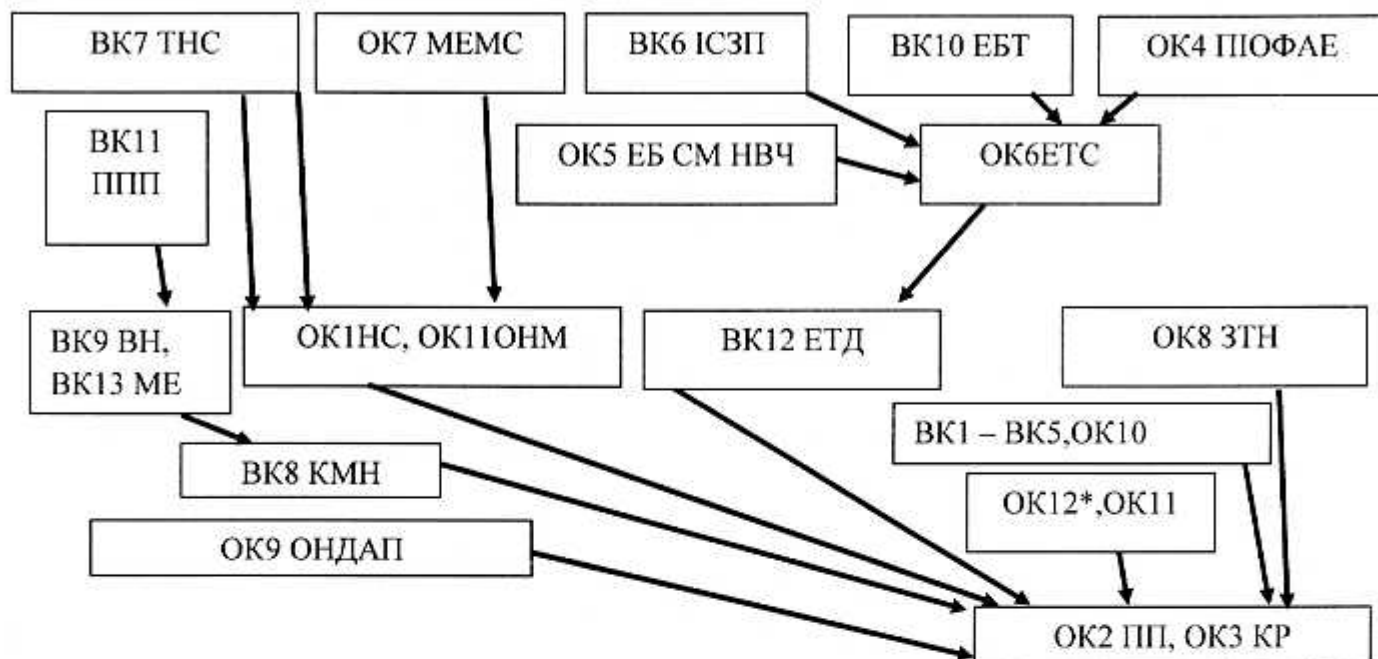 ВК7 ТНС
ОК7 МЕМС
ВК6 ІСЗП
ВК10 ЕБТ
ОК4 ПІОФАЕ
ВК11
ППП
ОК5 ЕБ СМ НВЧ
ОК6ЕТС
ВК9 ВН,
ВК13 МЕ
ОК1НС, ОК11ОНМ
ВК12 ЕТД
ОК8 ЗТН
ВК1 – ВК5,ОК10
ВК8 КМН
ОК12*,ОК11
ОК9 ОНДАП
ОК2 ПП, ОК3 КР